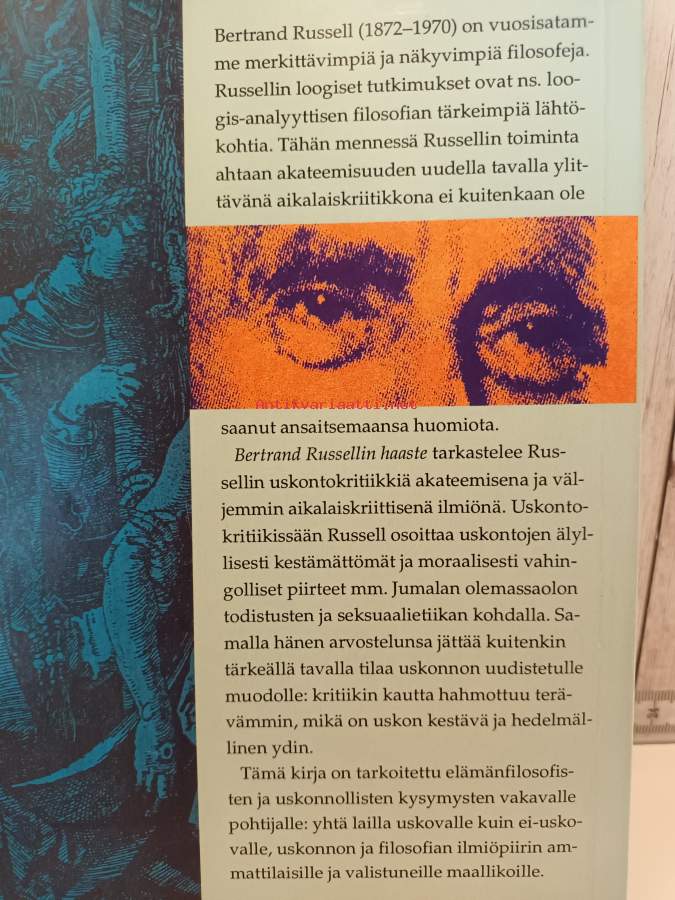 Bertrand Russell (1872–1970) on vuosisatam-
me merkittävimpiä ja näkyvimpiä filosofeja.
Russellin loogiset tutkimukset ovat ns. loo-
gis-analyyttisen filosofian tärkeimpiä lähtö-
kohtia. Tähän mennessä Russellin toiminta
ahtaan akateemisuuden uudella tavalla ylit-
tävänä aikalaiskriitikkona ei kuitenkaan ole
Antikvariaatti.net
saanut ansaitsemaansa huomiota.
Bertrand Russellin haaste tarkastelee Rus-
sellin uskontokritiikkiä akateemisena ja väl-
jemmin aikalaiskriittisenä ilmiönä. Uskonto-
kritiikissään Russell osoittaa uskontojen älyl-
lisesti kestämättömät ja moraalisesti vahin-
golliset piirteet mm. Jumalan olemassaolon
todistusten ja seksuaalietiikan kohdalla. Sa-
malla hänen arvostelunsa jättää kuitenkin
tärkeällä tavalla tilaa uskonnon uudistetulle
muodolle: kritiikin kautta hahmottuu terä-
vämmin, mikä on uskon kestävä ja hedelmäl-
linen ydin.
Tämä kirja on tarkoitettu elämänfilosofis-
ten ja uskonnollisten kysymysten vakavalle
pohtijalle: yhtä lailla uskovalle kuin ei-usko-
valle, uskonnon ja filosofian ilmiöpiirin am-
mattilaisille ja valistuneille maallikoille.